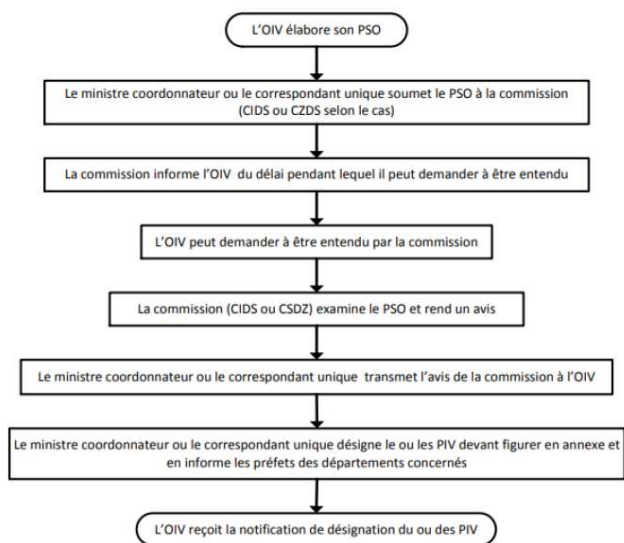 L’OIV élabore son PSO
Le ministre coordonnateur ou le correspondant unique soumet le PSO à la commission
(CIDS ou CZDS selon le cas)
La commission informe l’OIV du délai pendant lequel il peut demander à être entendu
L’OIV peut demander à être entendu par la commission
La commission (CIDS ou CSDZ) examine le PSO et rend un avis
Le ministre coordonnateur ou le correspondant unique transmet l’avis de la commission à l’OIV
Le ministre coordonnateur ou le correspondant unique désigne le ou les PIV devant figurer en annexe et
en informe les préfets des départements concernés
L’OIV reçoit la notification de désignation du ou des PIV